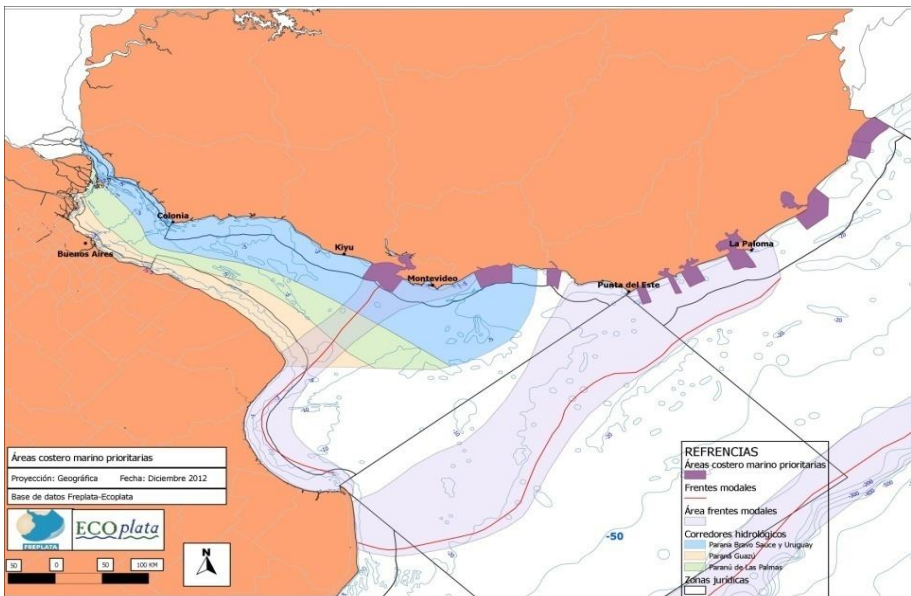 Colonia
Kiyu
Buenos Aires
Montevideo
La Paloma
Punta del Este
-50
Áreas costero marino prioritarias
Proyección: Geográfica Fecha: Diciembre 2012
Base de datos Freplata-Ecoplata
FREPLATA
ECOplata
50 0 50 100 KM
N
REFRENCIAS
Áreas costero marino prioritarias
Frentes modales
Área frentes modales
Corredores hidrológicos
Parana Bravo Sauce y Uruguay
Paraná Guazú
Paranú de Las Palmas
Zonas jurídicas